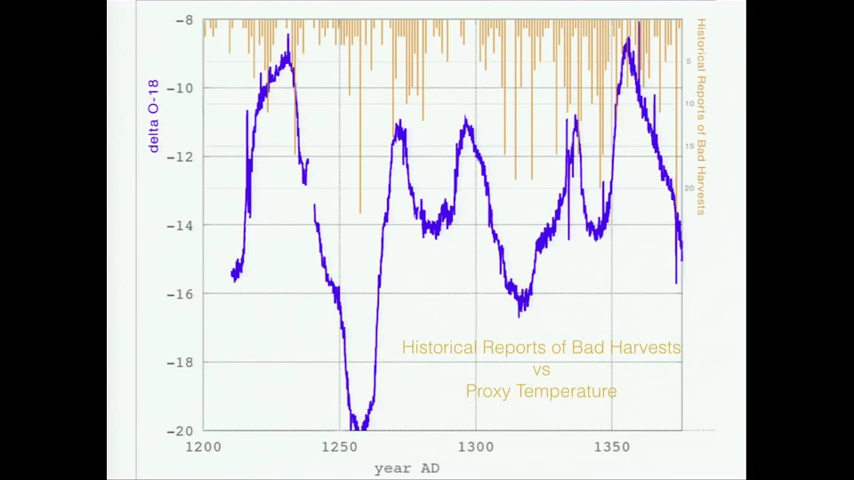 -8
-10
-12
-14
-16
-18
-20
delta O-18
1200
1250
1300
1350
year AD
5
10
15
20
Historical Reports of Bad Harvests
Historical Reports of Bad Harvests
vs
Proxy Temperature